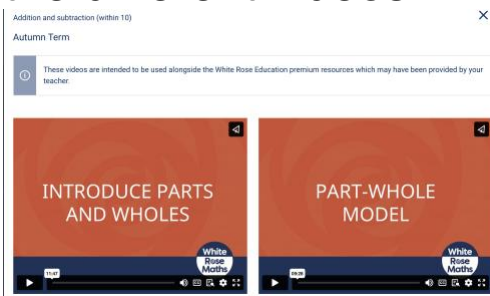 Addition and subtraction (within 10)
Autumn Term
These videos are intended to be used alongside the White Rose Education premium resources which may have been provided by your
teacher.
INTRODUCE PARTS
AND WHOLES
White
Rose
Maths
11:47
PART-WHOLE
MODEL
White
Rose
Maths